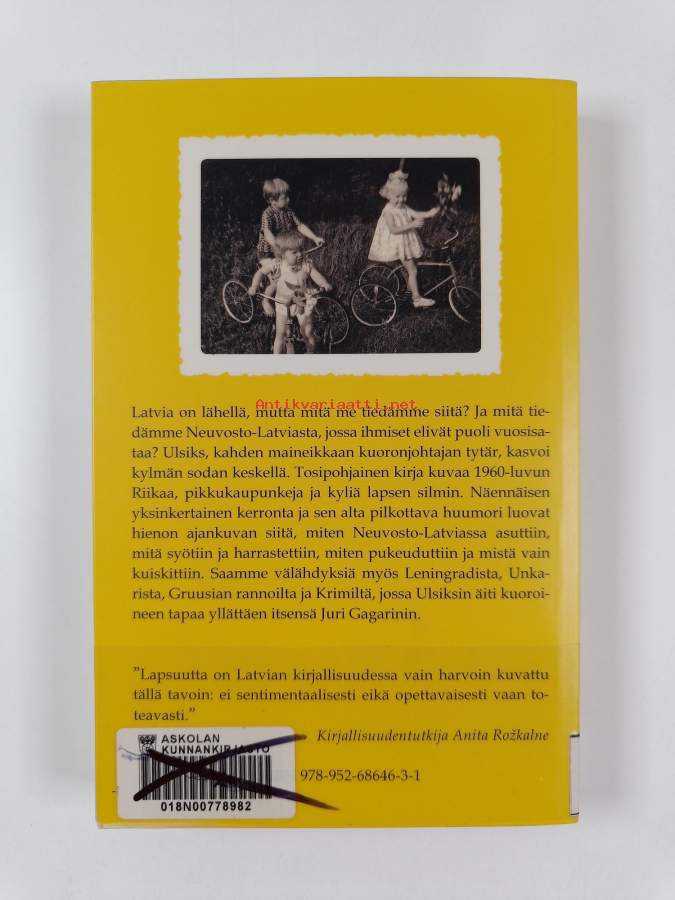 Antikvariaatti.net
Latvia on lähellä, mutta mitä me tiedämme siitä? Ja mitä tie-
dämme Neuvosto-Latviasta, jossa ihmiset elivät puoli vuosisa-
taa? Ulsiks, kahden maineikkaan kuoronjohtajan tytär, kasvoi
kylmän sodan keskellä. Tosipohjainen kirja kuvaa 1960-luvun
Riikaa, pikkukaupunkeja ja kyliä lapsen silmin. Näennäisen
yksinkertainen kerronta ja sen alta pilkottava huumori luovat
hienon ajankuvan siitä, miten Neuvosto-Latviassa asuttiin,
mitä syötiin ja harrastettiin, miten pukeuduttiin ja mistä vain
kuiskittiin. Saamme välähdyksiä myös Leningradista, Unka-
rista, Gruusian rannoilta ja Krimiltä, jossa Ulsiksin äiti kuoroi-
neen tapaa yllättäen itsensä Juri Gagarinin.
”Lapsuutta on Latvian kirjallisuudessa vain harvoin kuvattu
tällä tavoin: ei sentimentaalisesti eikä opettavaisesti vaan to-
teavasti.”
Kirjallisuudentutkija Anita Rožkalne
ASKOLAN
KUNNANKIRJASTO
018N00778982
978-952-68646-3-1